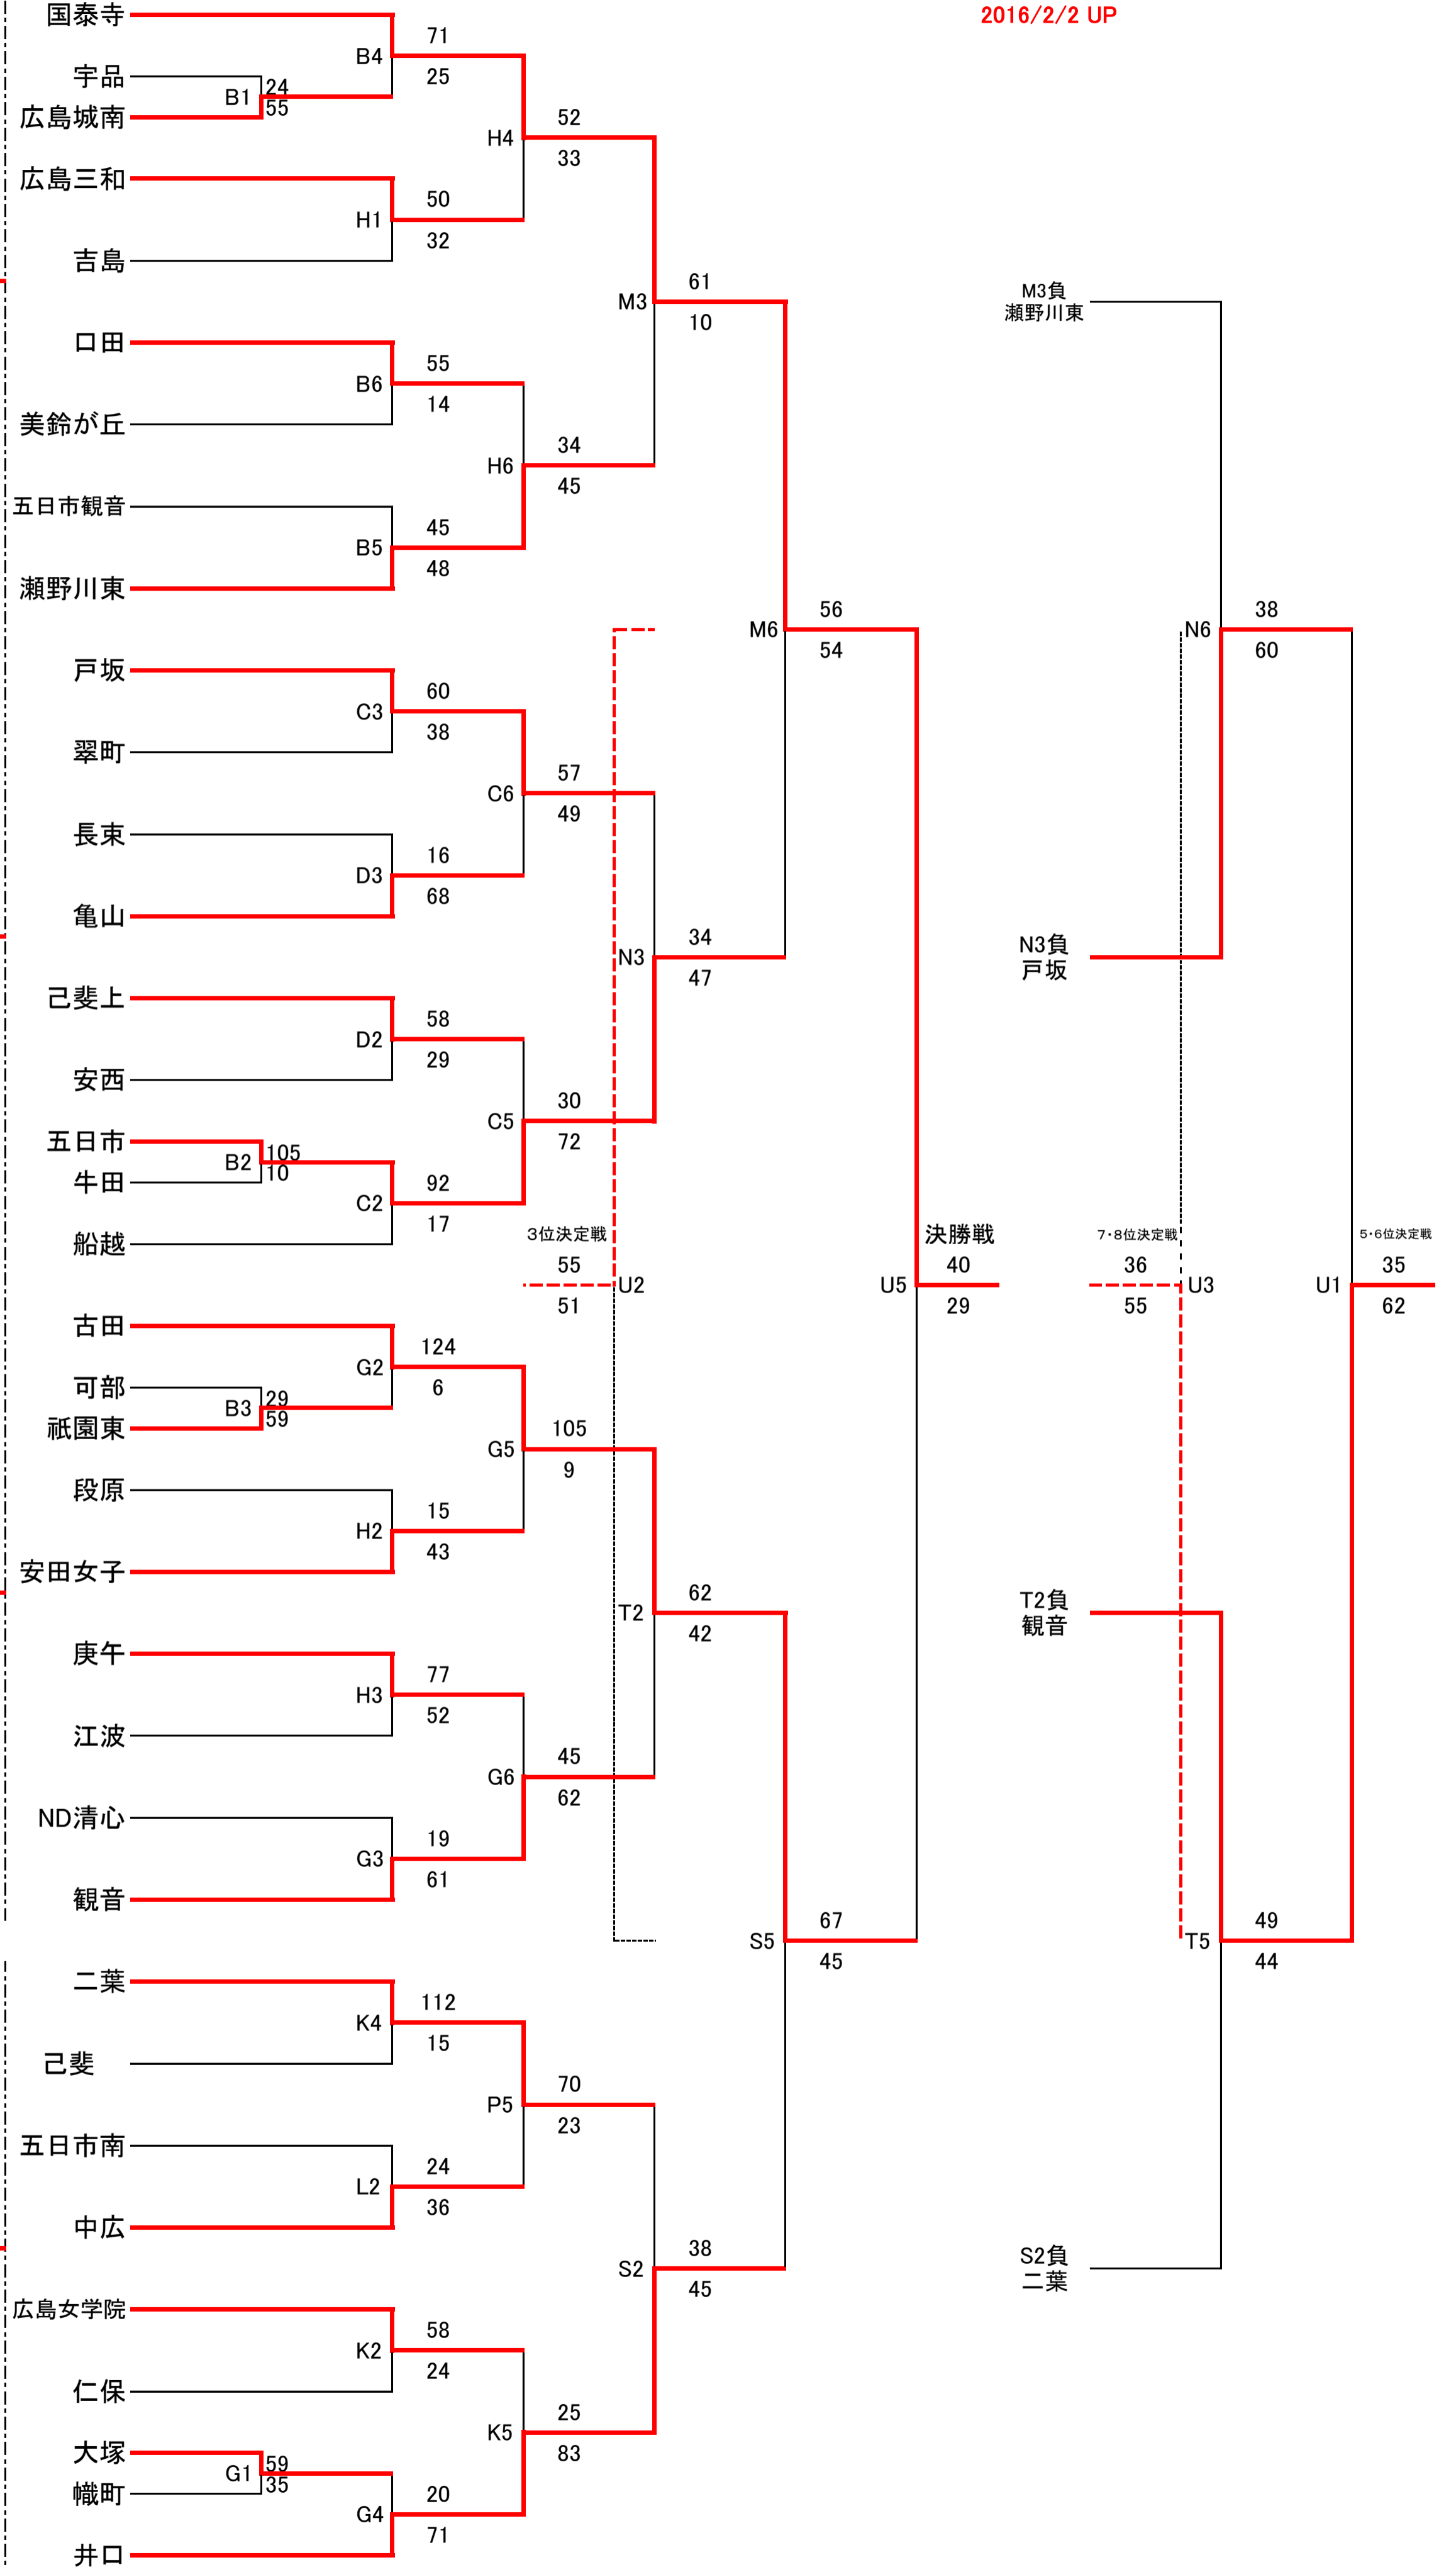 2016/2/2 UP
国泰寺
71
B4
25
宇品
24
B1
55
広島城南
52
H4
33
広島三和
50
H1
32
吉島
61
M3
10
M3負
瀬野川東
口田
55
B6
14
美鈴が丘
34
H6
45
五日市観音
45
B5
48
瀬野川東
56
M6
54
38
N6
60
戸坂
60
C3
38
翠町
57
C6
49
長束
16
D3
68
亀山
34
N3
47
N3負
戸坂
己斐上
58
D2
29
安西
30
C5
72
五日市
105
B2
10
牛田
92
C2
17
船越
3位決定戦
55
U2
51
決勝戦
40
U5
29
7・8位決定戦
36
U3
55
5・6位決定戦
35
U1
62
古田
124
G2
6
可部
29
B3
59
祇園東
105
G5
9
段原
15
H2
43
安田女子
62
T2
42
T2負
観音
庚午
77
H3
52
江波
45
G6
62
ND清心
19
G3
61
観音
67
S5
45
49
T5
44
二葉
112
K4
15
己斐
70
P5
23
五日市南
24
L2
36
中広
38
S2
45
S2負
二葉
広島女学院
58
K2
24
仁保
25
K5
83
大塚
59
G1
35
幟町
20
G4
71
井口